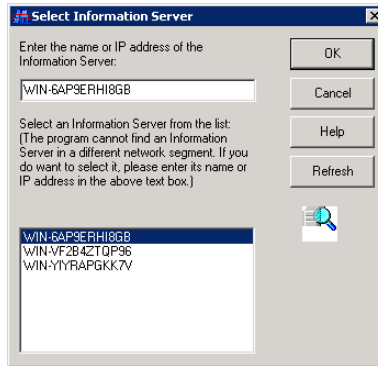 Select Information Server
Enter the name or IP address of the
Information Server:
OK
WIN-6AP9ERHI8GB
Cancel
Select an Information Server from the list:
(The program cannot find an Information
Server in a different network segment. If you
do want to select it, please enter its name or
IP address in the above text box.)
Help
Refresh
WIN-6AP9ERHI8GB
WIN-VF2B4ZTQP96
WIN-YIYRAPGKK7V